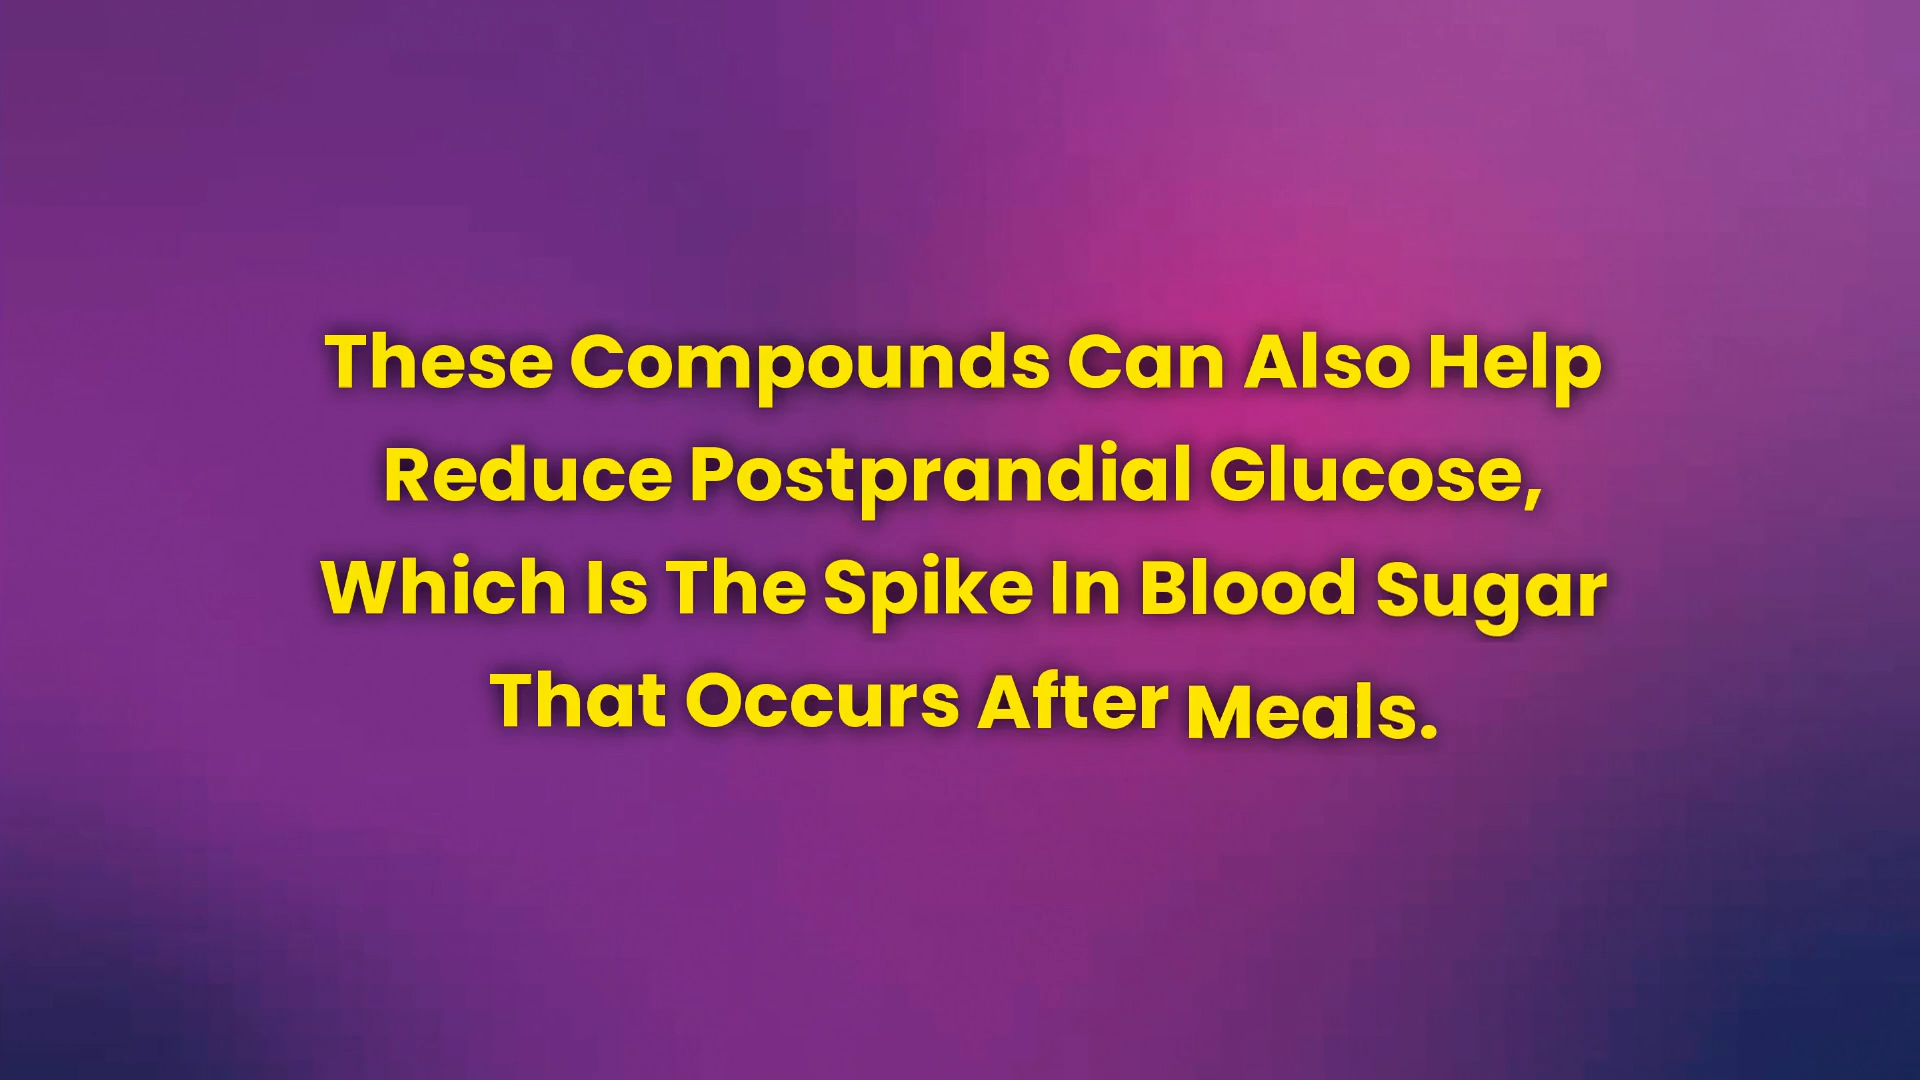 These Compounds Can Also Help
Reduce Postprandial Glucose,
Which Is The Spike In Blood Sugar
That Occurs After Meals.